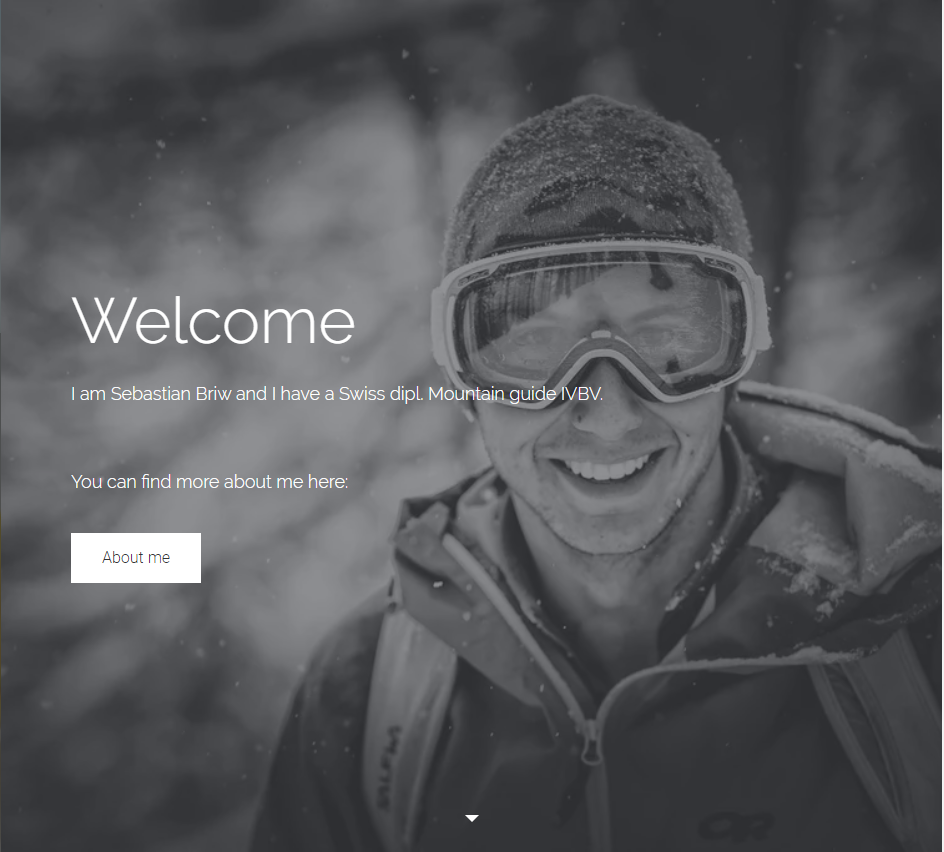 Welcome
I am Sebastian Briw and I have a Swiss dipl. Mountain guide IVBV.
You can find more about me here:
About me